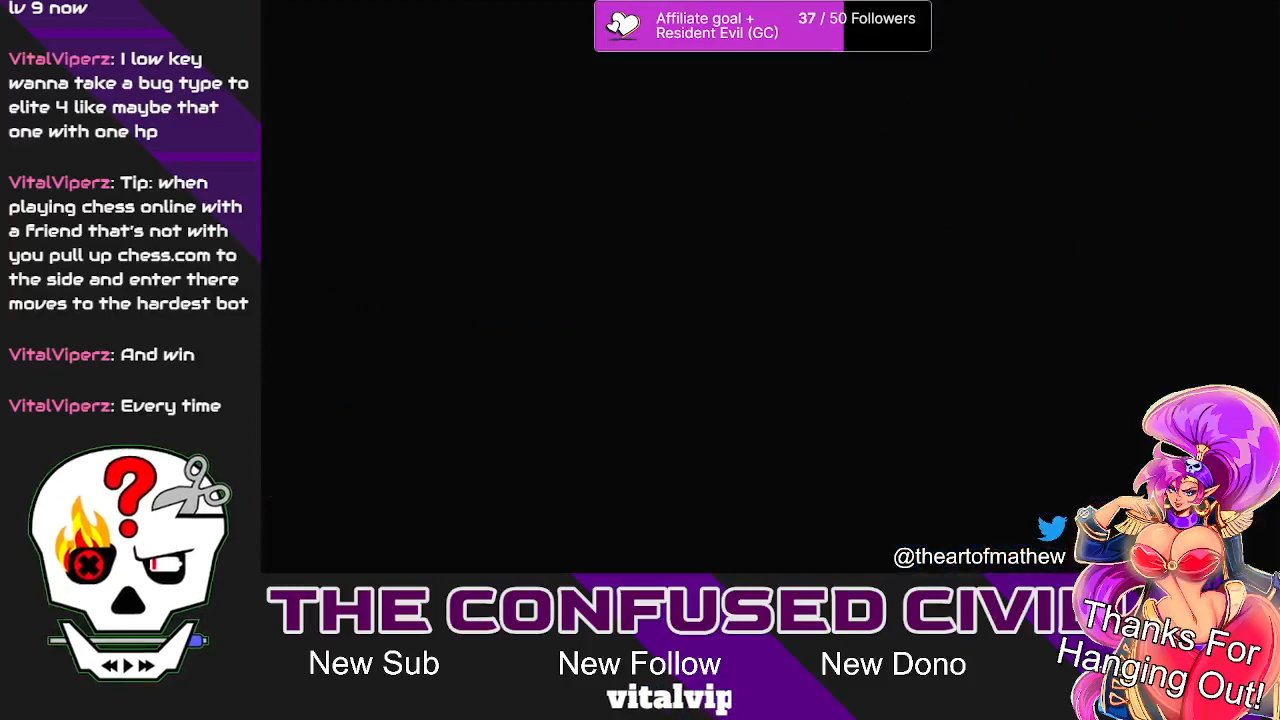 lv 9 now
VitalViperz: I low key
wanna take a bug type to
elite 4 like maybe that
one with one hp
VitalViperz: Tip: when
playing chess online with
a friend that's not with
you pull up chess.com to
the side and enter there
moves to the hardest bot
VitalViperz: And win
VitalViperz: Every time
Affiliate goal +
Resident Evil (GC)
37 / 50 Followers
?
@theartofmathew
THE CONFUSED CIVI
New Sub
New Follow
New Dono
vitalvip
Thanks For
Hanging Out!